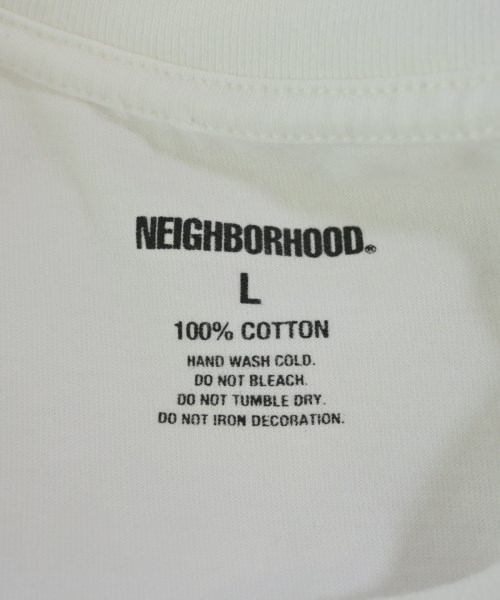 NEIGHBORHOOD®
L
100% COTTON
HAND WASH COLD.
DO NOT BLEACH.
DO NOT TUMBLE DRY.
DO NOT IRON DECORATION.